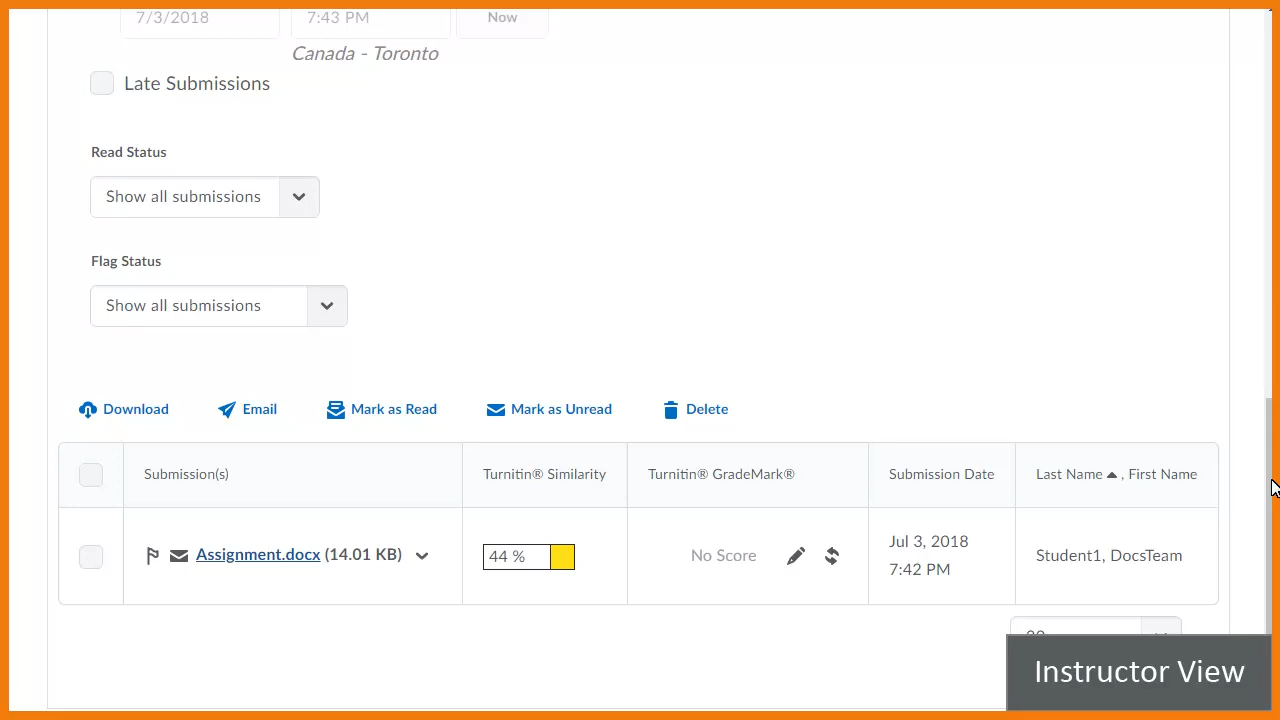 7/3/2018 7:43 PM Now
Canada - Toronto
Late Submissions
Read Status
Show all submissions
Flag Status
Show all submissions
Download Email Mark as Read Mark as Unread Delete
Submission(s) Turnitin® Similarity Turnitin® GradeMark® Submission Date Last Name , First Name
Assignment.docx (14.01 KB) 44 % No Score Jul 3, 2018 7:42 PM Student1, DocsTeam
Instructor View